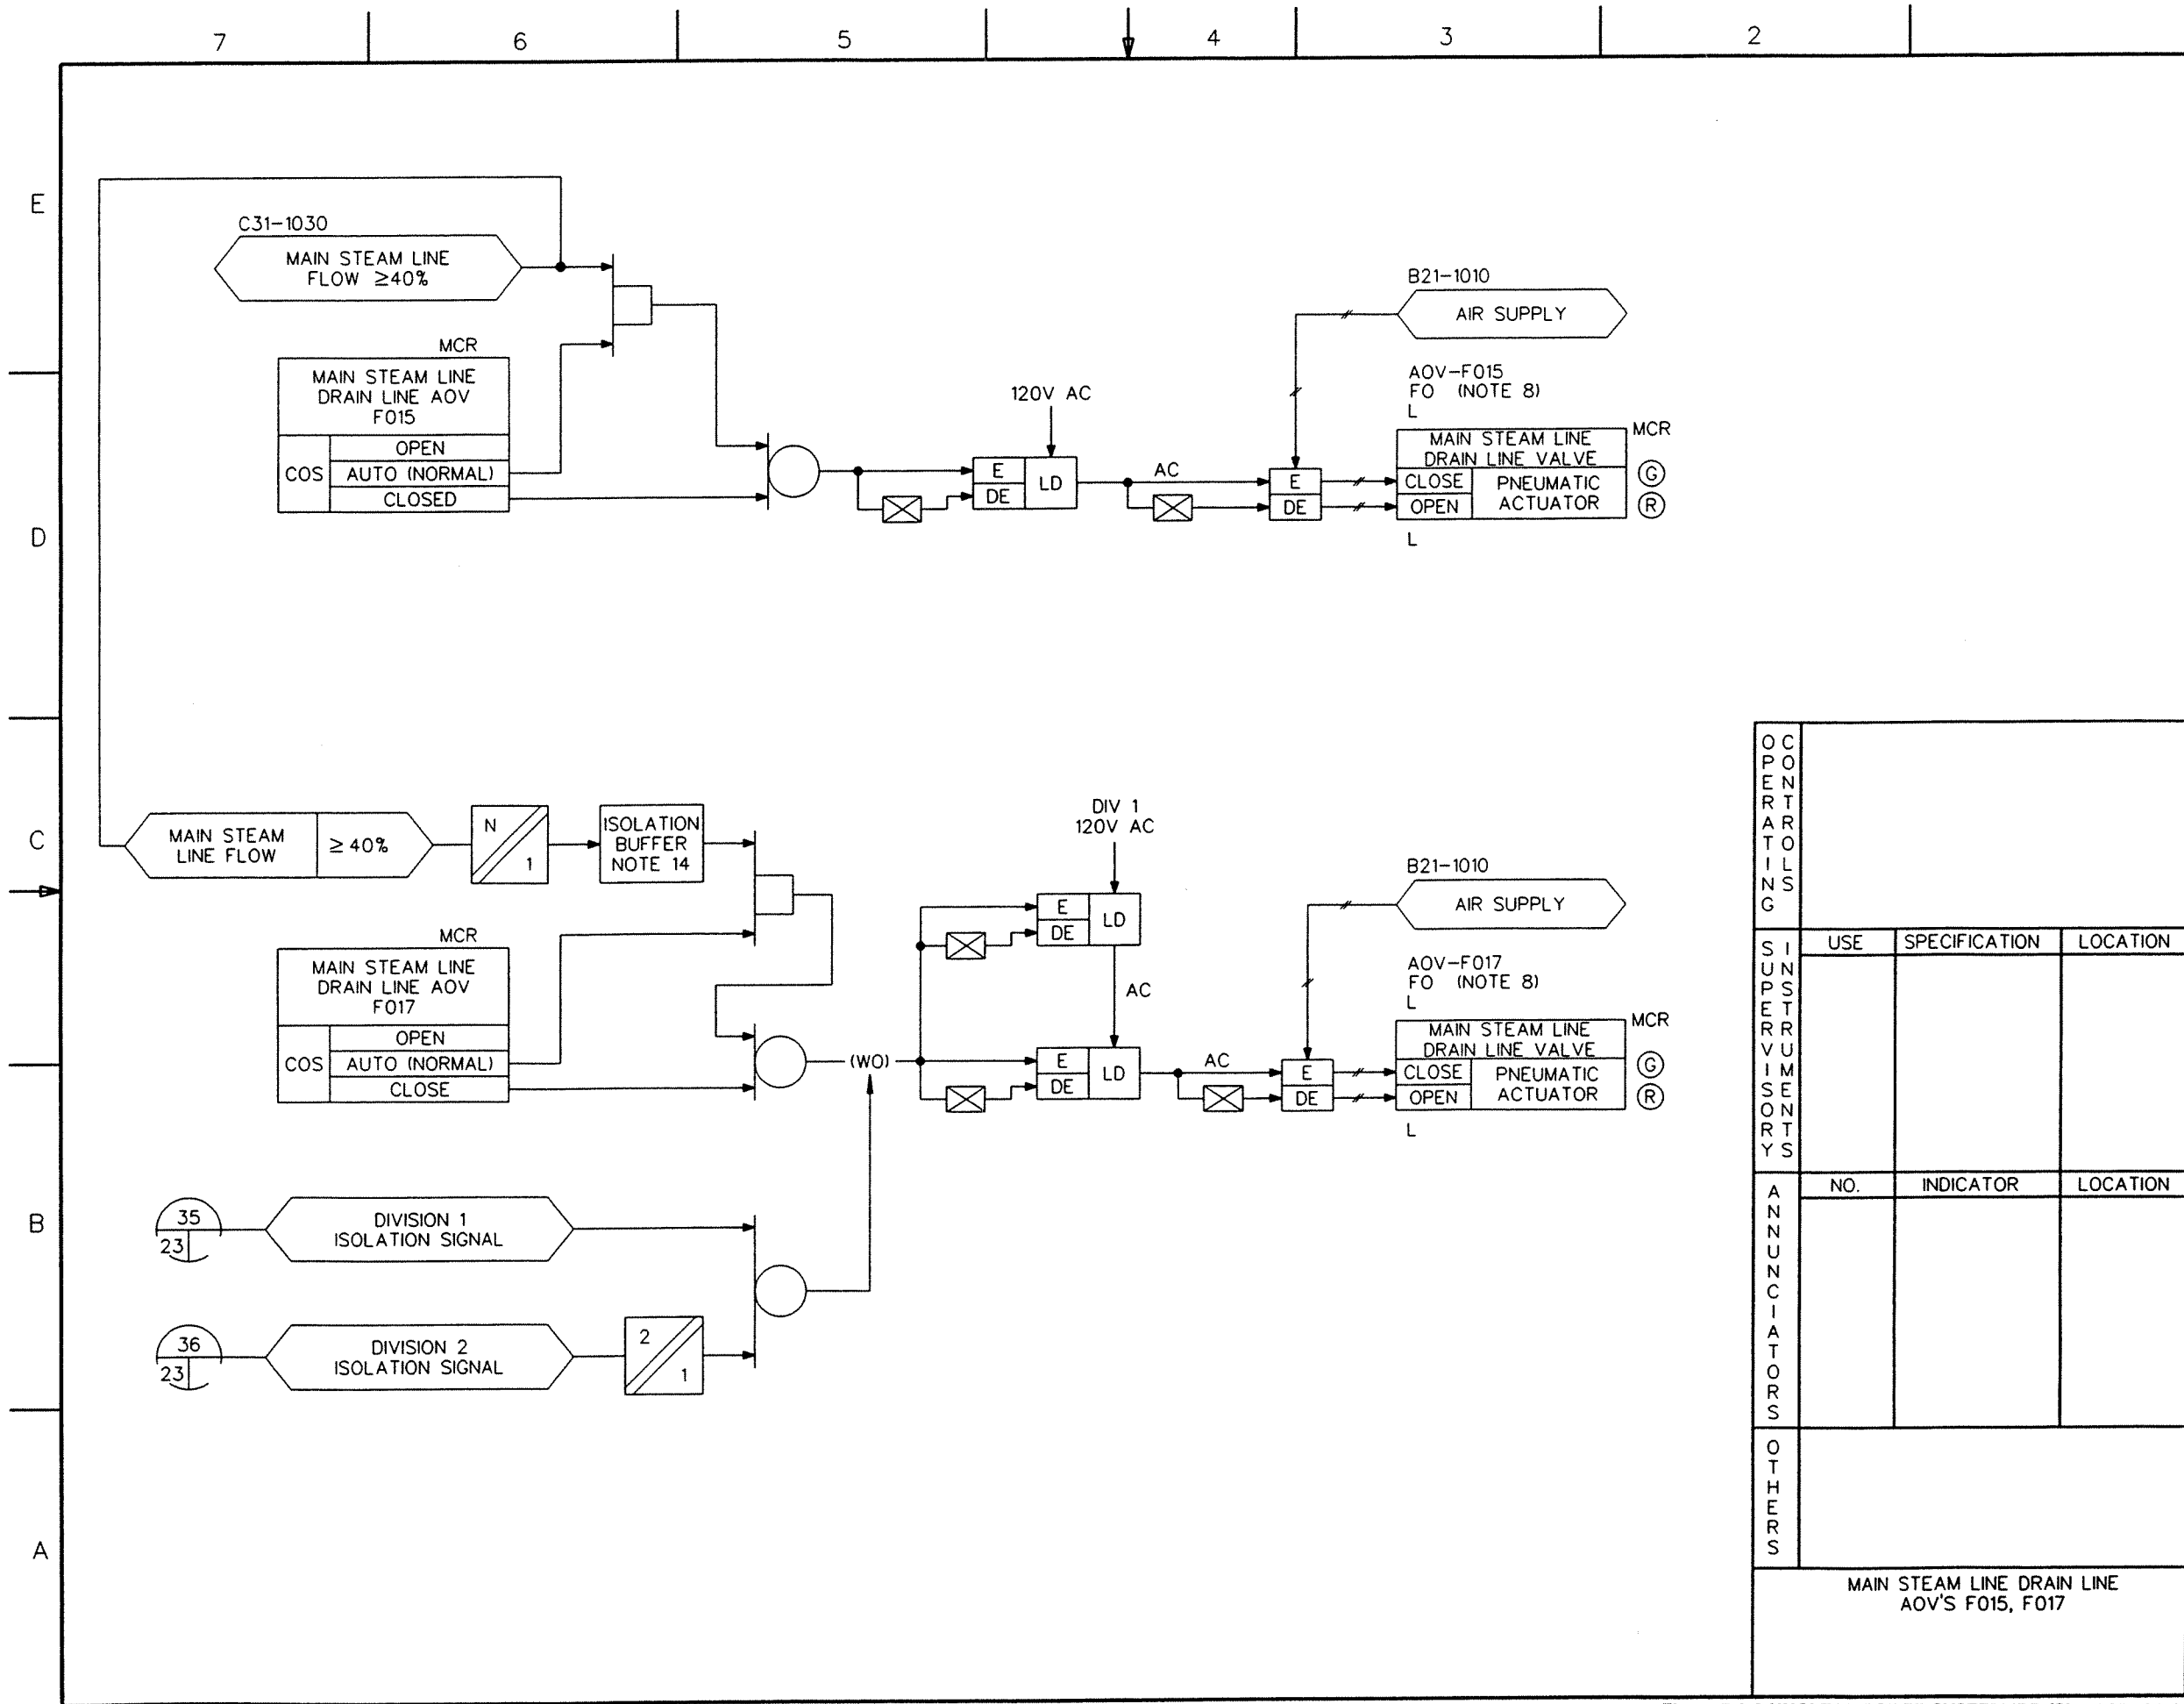 7 6 5 4 3 2
E
D
C
B
A
C31-1030
MAIN STEAM LINE
FLOW ≥40%
MCR
MAIN STEAM LINE
DRAIN LINE AOV
F015
COS
OPEN
AUTO (NORMAL)
CLOSED
120V AC
E
DE
LD
AC
E
DE
B21-1010
AIR SUPPLY
AOV-F015
FO (NOTE 8)
L
MCR
MAIN STEAM LINE
DRAIN LINE VALVE
CLOSE
OPEN
PNEUMATIC
ACTUATOR
G
R
L
MAIN STEAM
LINE FLOW
≥ 40%
N
1
ISOLATION
BUFFER
NOTE 14
MCR
MAIN STEAM LINE
DRAIN LINE AOV
F017
COS
OPEN
AUTO (NORMAL)
CLOSE
(WO)
DIV 1
120V AC
E
DE
LD
AC
E
DE
LD
AC
E
DE
B21-1010
AIR SUPPLY
AOV-F017
FO (NOTE 8)
L
MCR
MAIN STEAM LINE
DRAIN LINE VALVE
CLOSE
OPEN
PNEUMATIC
ACTUATOR
G
R
L
35
23
DIVISION 1
ISOLATION SIGNAL
36
23
DIVISION 2
ISOLATION SIGNAL
2
1
OPERATING
CONTROLS
SUPERVISORY
INSTRUMENTS
USE SPECIFICATION LOCATION
ANNUNCIATORS
NO. INDICATOR LOCATION
OTHERS
MAIN STEAM LINE DRAIN LINE
AOV'S F015, F017